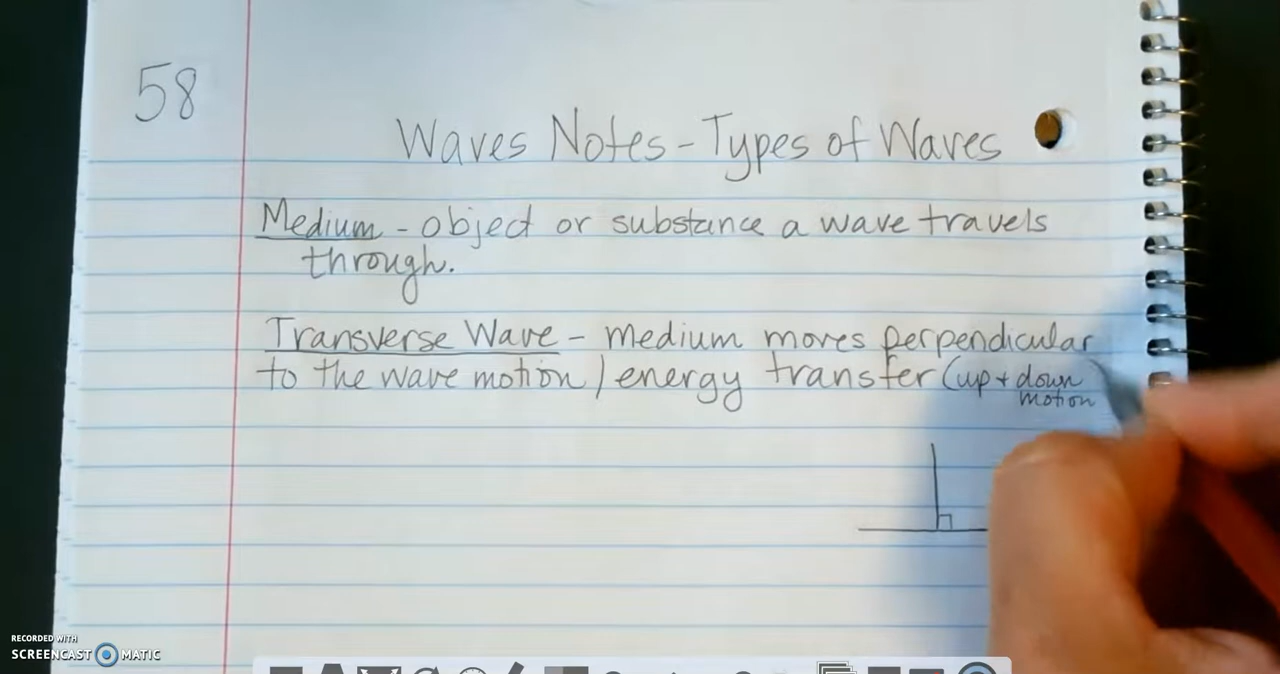 58
Waves Notes - Types of Waves
Medium - object or substance a wave travels
through.
Transverse Wave - medium moves perpendicular
to the wave motion / energy transfer (up + down
motion)
RECORDED WITH
SCREENCAST MATIC